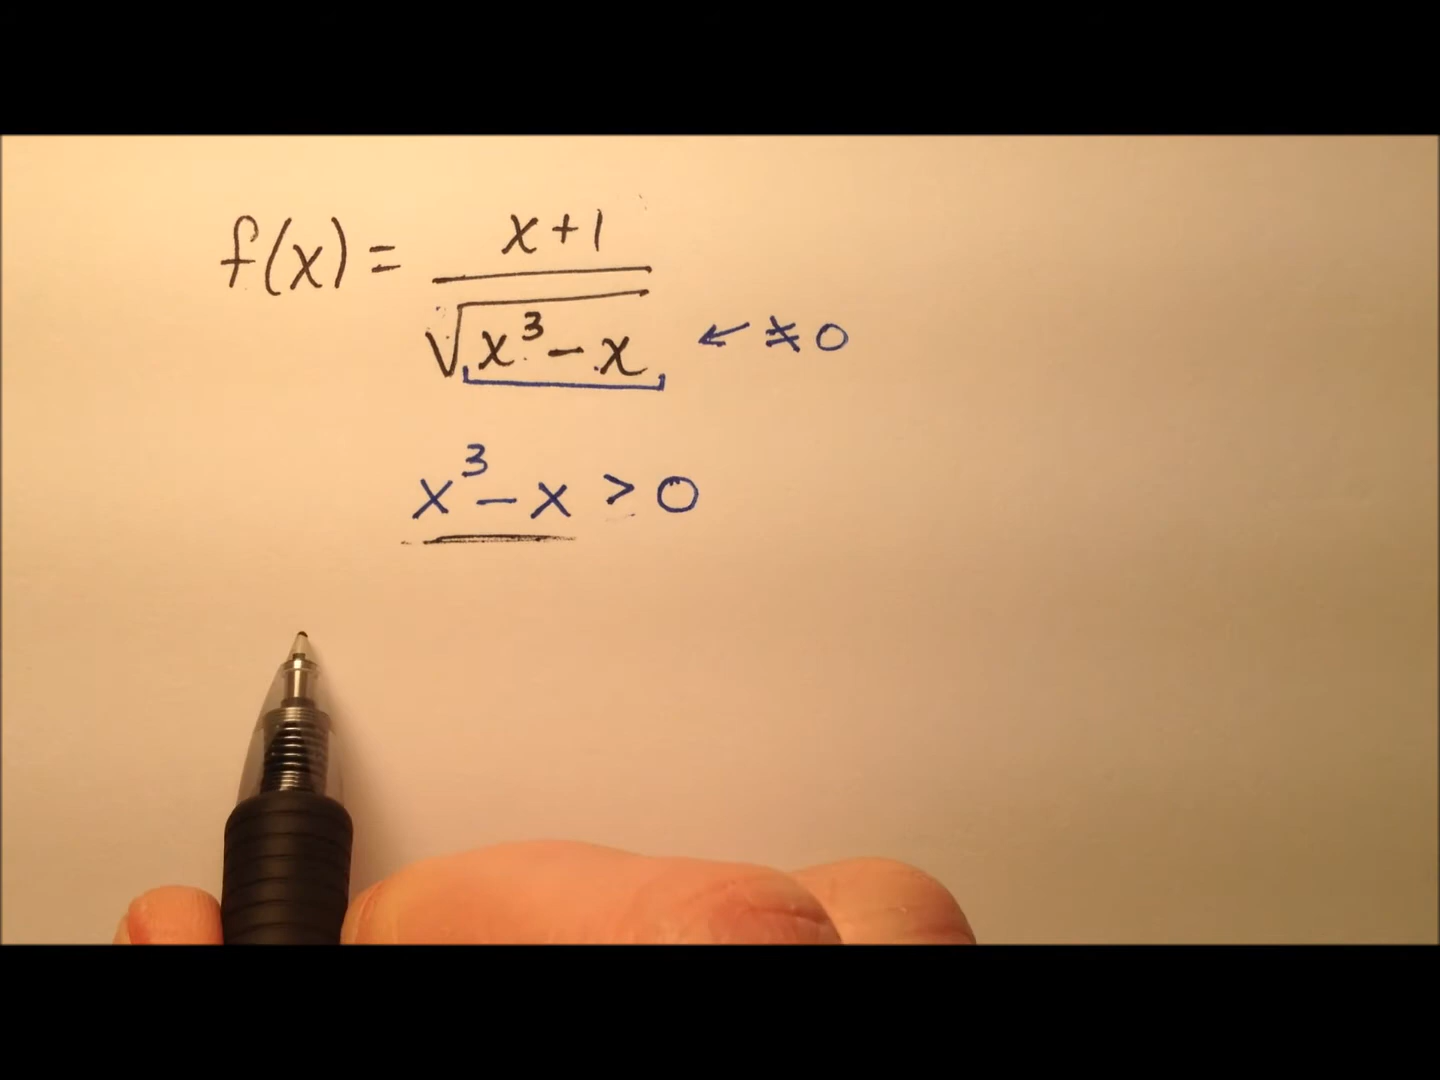 f(x) = x+1 / √(x³ - x) ← ≠ 0
x³ - x > 0